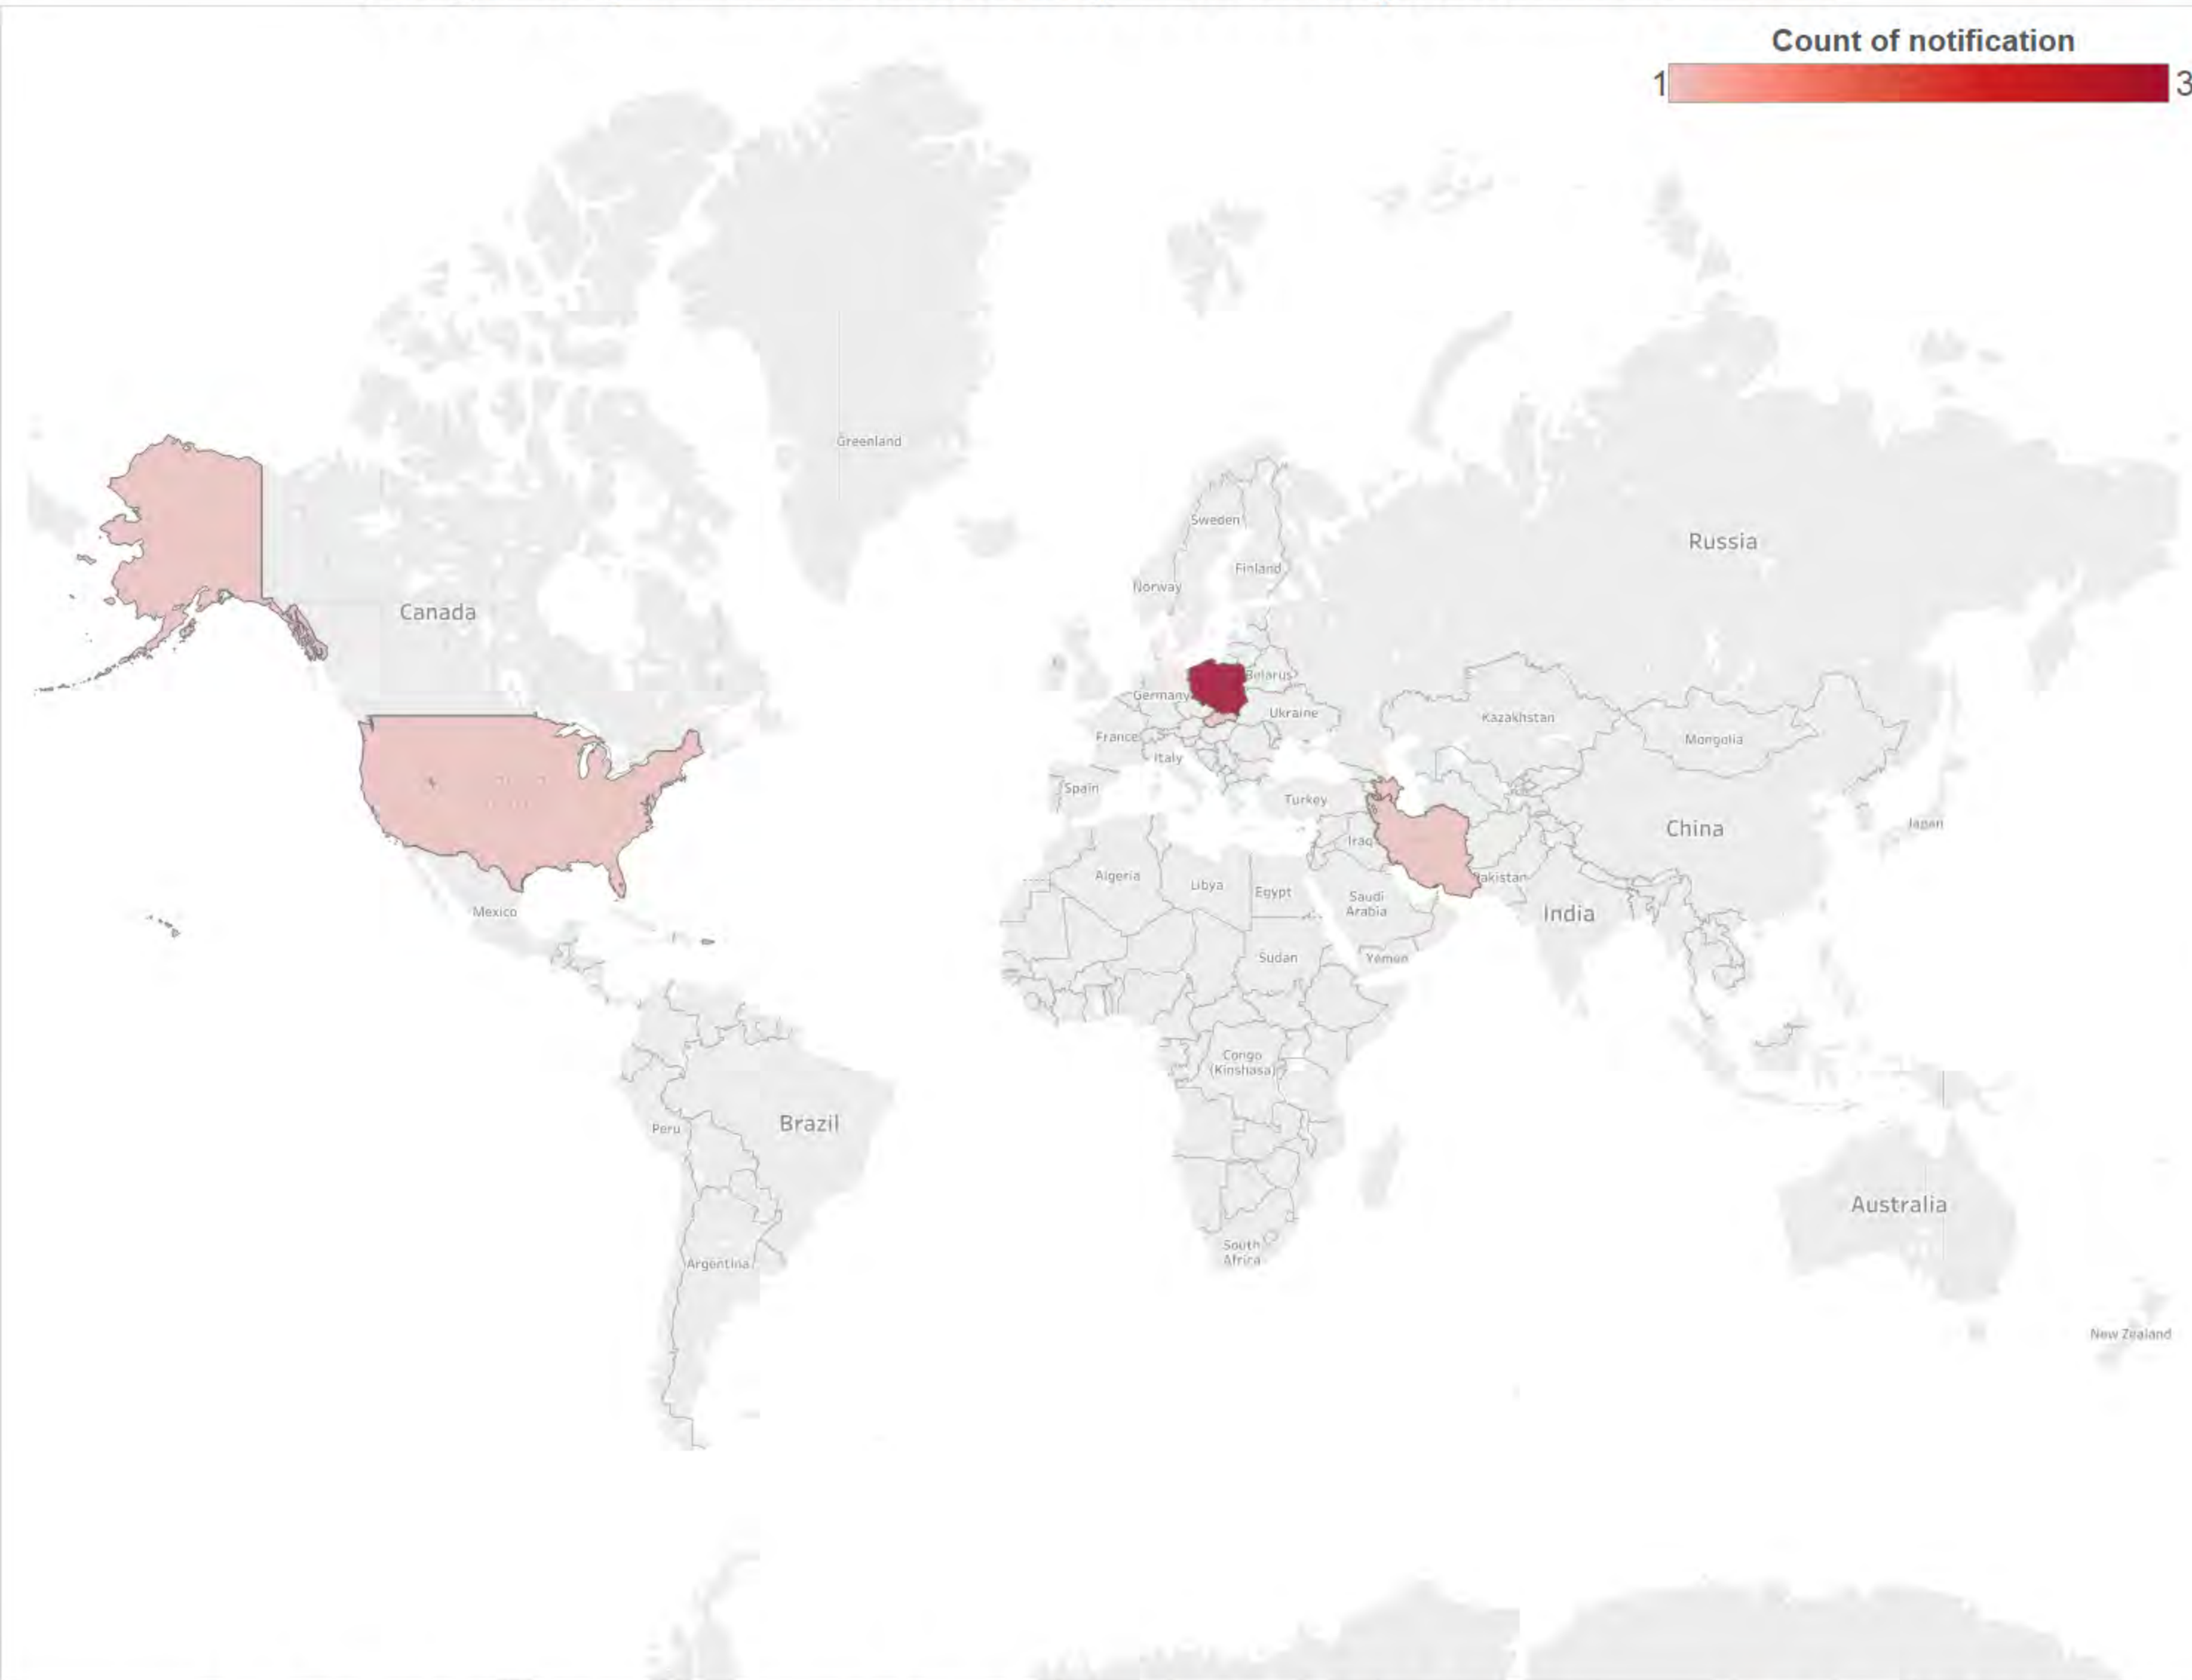 Count of notification
1
3
Greenland
Sweden
Russia
Finland
Norway
Canada
Belarus
Germany
Ukraine
Kazakhstan
France
Mongolia
Italy
Spain
Turkey
China
Japan
Iraq
Algeria
Pakistan
Libya
Egypt
Saudi
Arabia
India
Mexico
Sudan
Yemen
Congo
(Kinshasa)
Brazil
Peru
Australia
South
Africa
Argentina
New Zealand